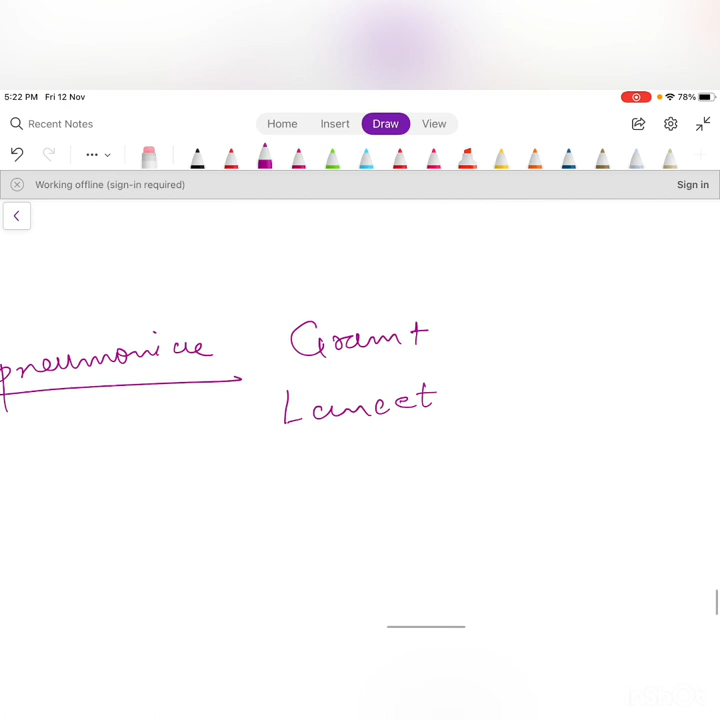 5:22 PM Fri 12 Nov 78%
Recent Notes Home Insert Draw View
Working offline (sign-in required) Sign in
pneumoniae Gram+
Lancet